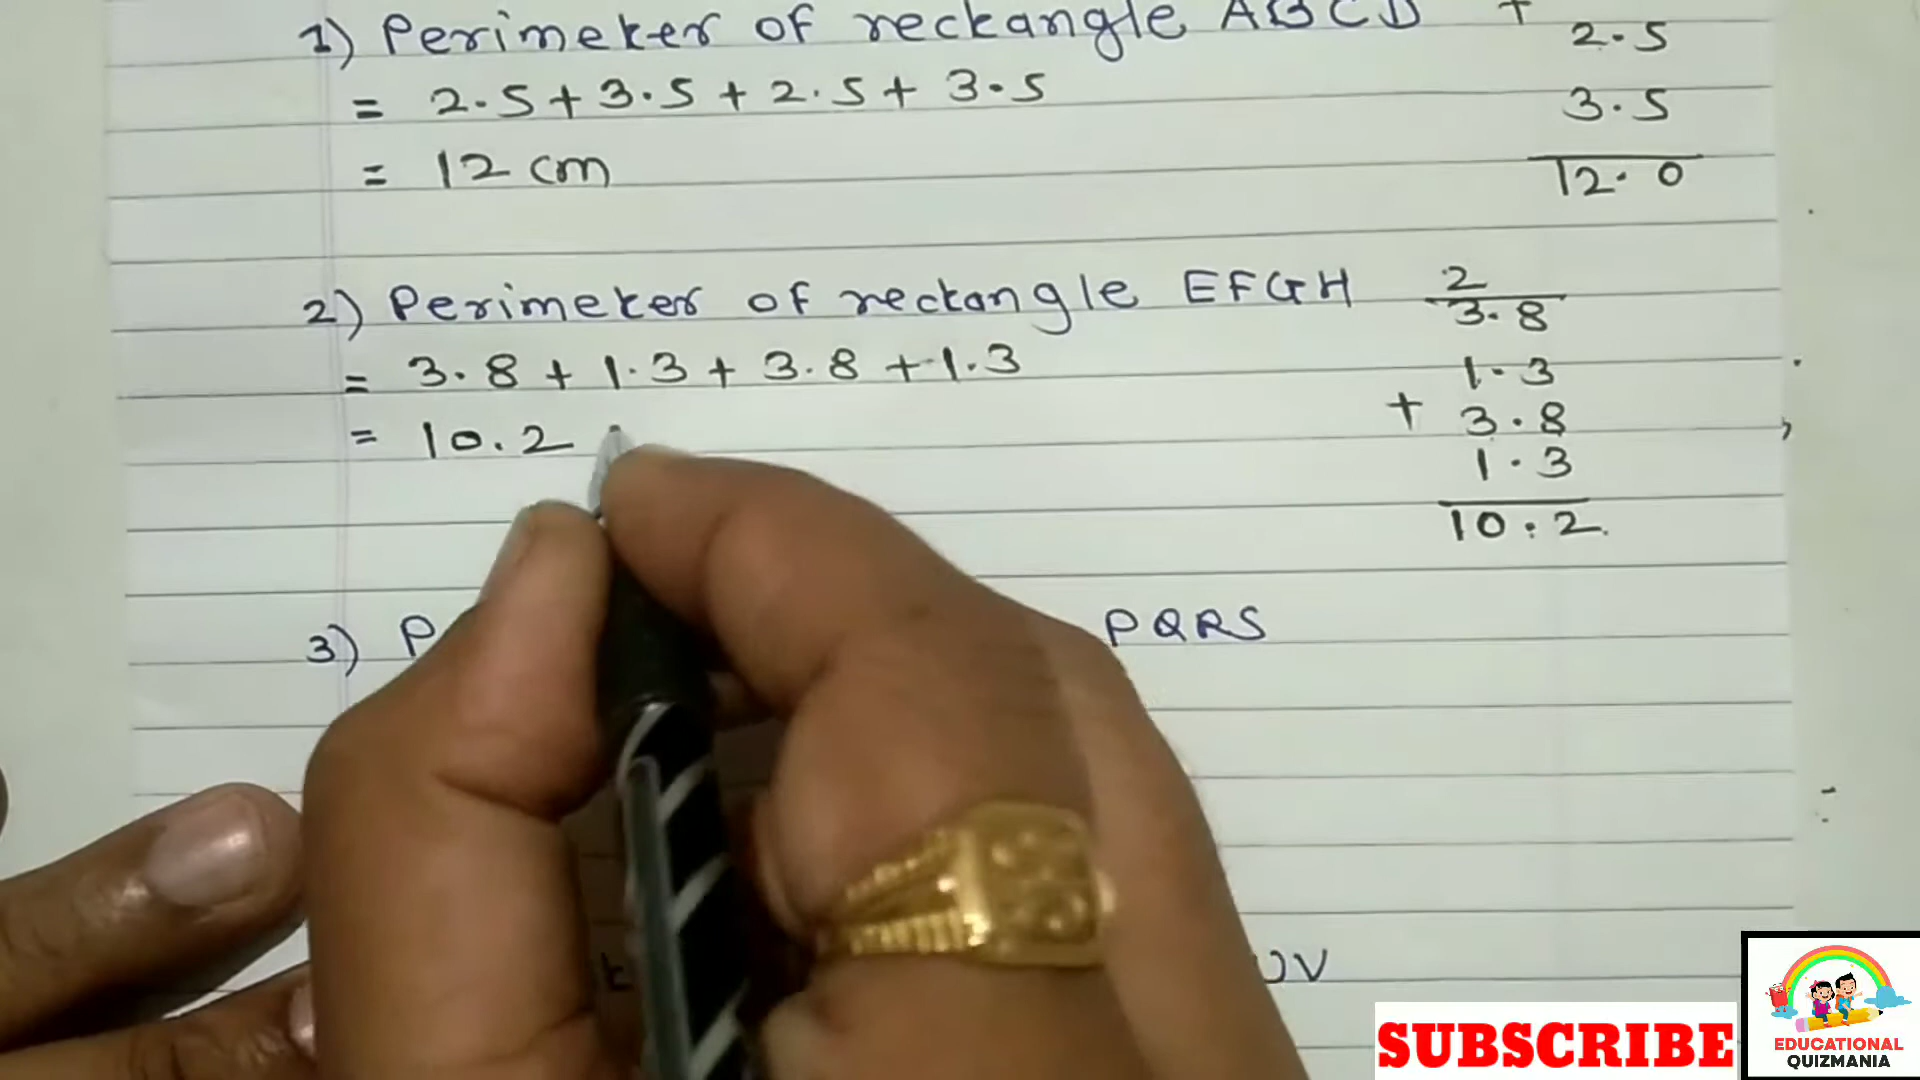 1) Perimeter of rectangle ABCD
= 2.5 + 3.5 + 2.5 + 3.5
= 12 cm
+
2.5
3.5
12.0
2) Perimeter of rectangle EFGH
= 3.8 + 1.3 + 3.8 + 1.3
= 10.2
2
3.8
1.3
+ 3.8
1.3
10.2
3) P
PQRS
UV
SUBSCRIBE
EDUCATIONAL
QUIZMANIA